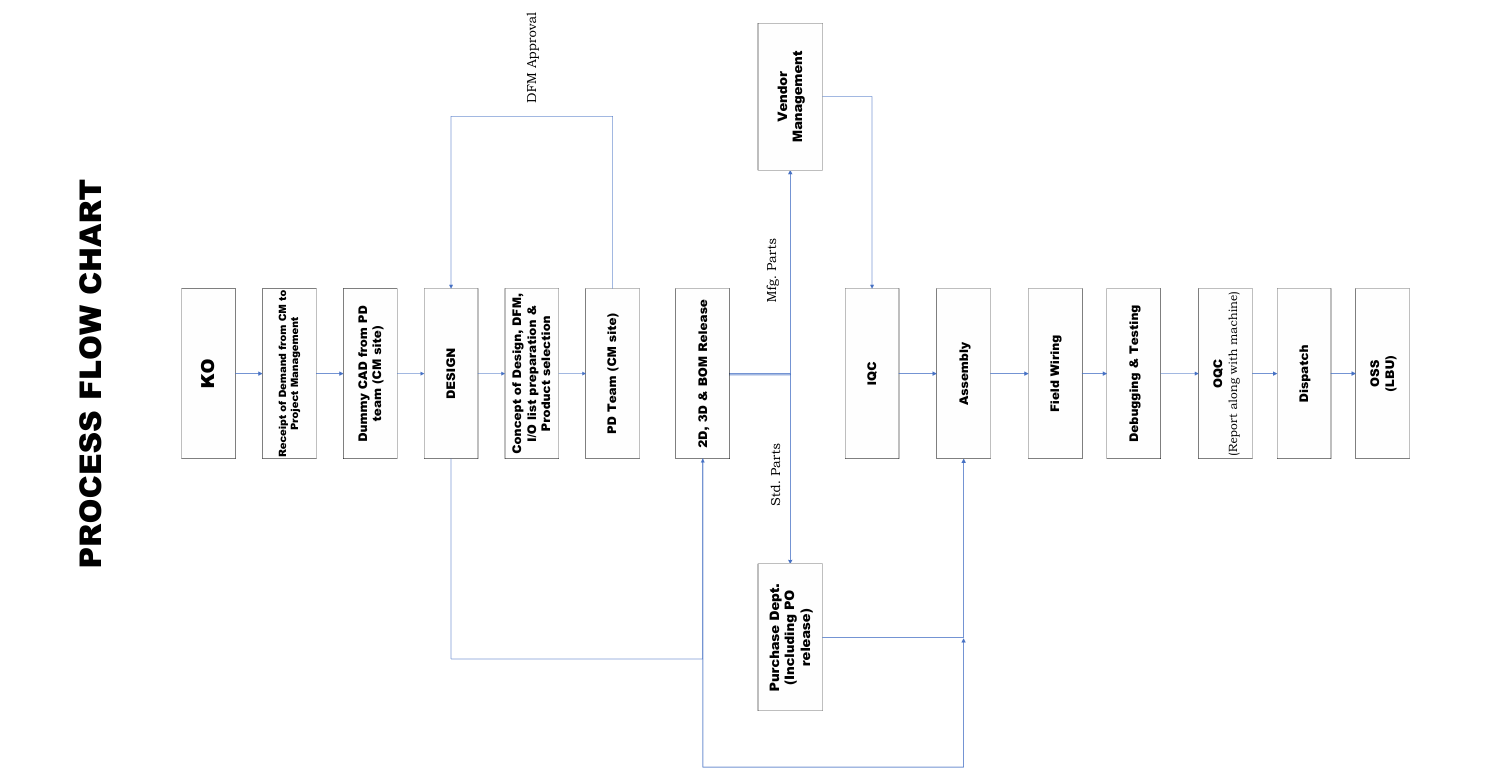 PROCESS FLOW CHART
KO
Receipt of Demand from CM to
Project Management
Dummy CAD from PD
team (CM site)
DESIGN
DFM Approval
Concept of Design, DFM,
I/O list preparation &
Product selection
PD Team (CM site)
2D, 3D & BOM Release
Mfg. Parts
Std. Parts
Vendor
Management
Purchase Dept.
(Including PO
release)
IQC
Assembly
Field Wiring
Debugging & Testing
OQC
(Report along with machine)
Dispatch
OSS
(LBU)